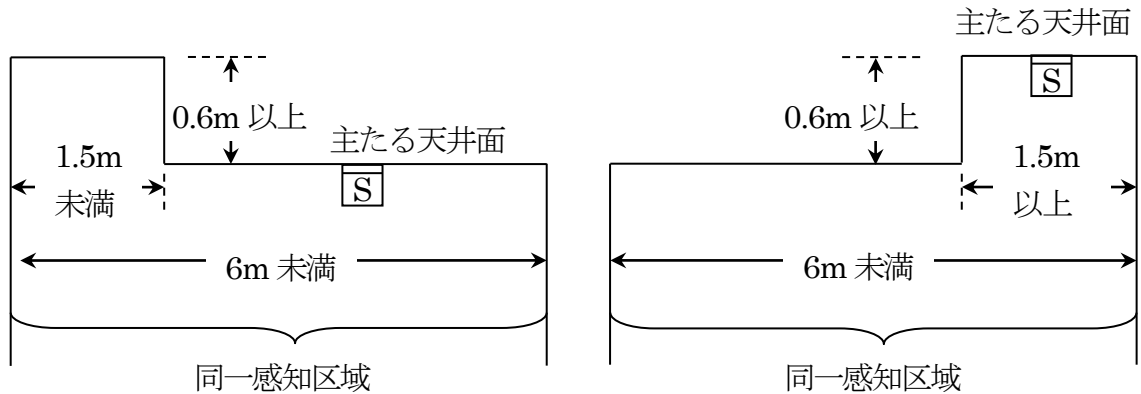 0.6m 以上
主たる天井面
1.5m
未満
S
6m 未満
同一感知区域
主たる天井面
S
0.6m 以上
1.5m
以上
6m 未満
同一感知区域